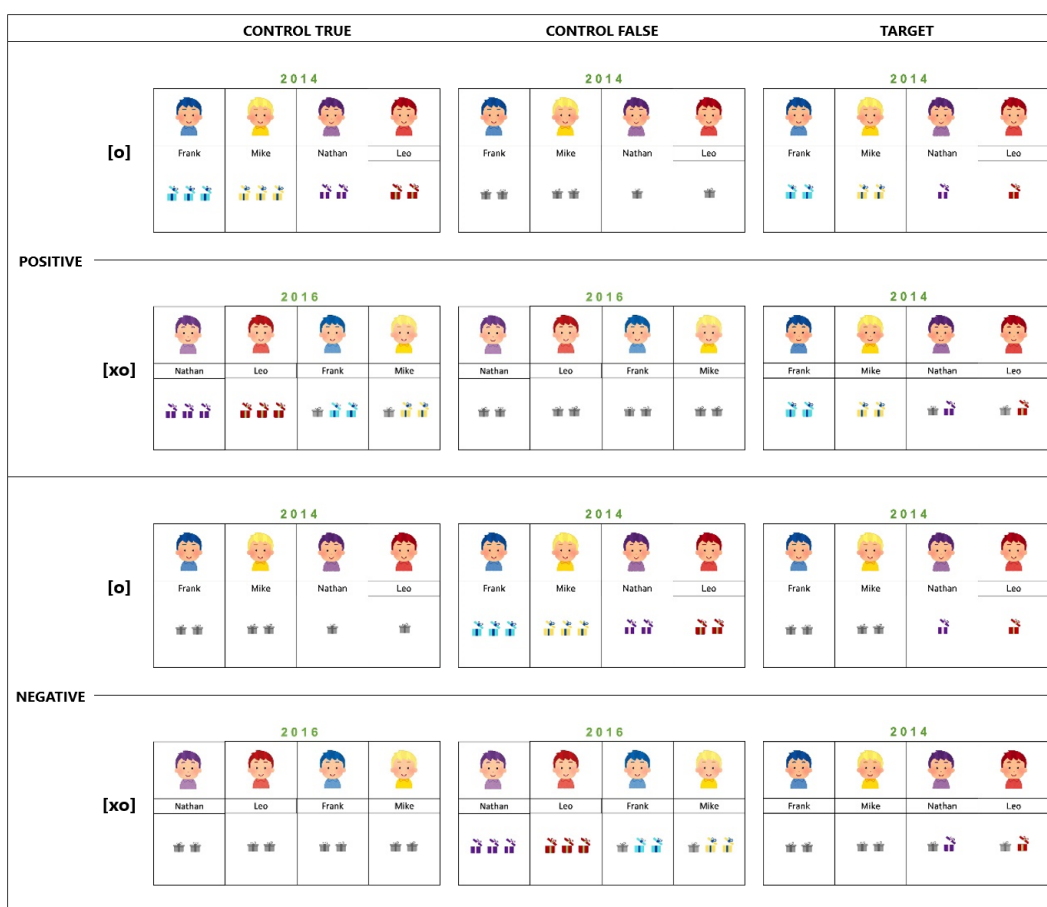 CONTROL TRUE CONTROL FALSE TARGET
2014 2014 2014
[o] Frank Mike Nathan Leo Frank Mike Nathan Leo Frank Mike Nathan Leo
POSITIVE
2016 2016 2014
[xo] Nathan Leo Frank Mike Nathan Leo Frank Mike Frank Mike Nathan Leo
2014 2014 2014
[o] Frank Mike Nathan Leo Frank Mike Nathan Leo Frank Mike Nathan Leo
NEGATIVE
2016 2016 2014
[xo] Nathan Leo Frank Mike Nathan Leo Frank Mike Frank Mike Nathan Leo